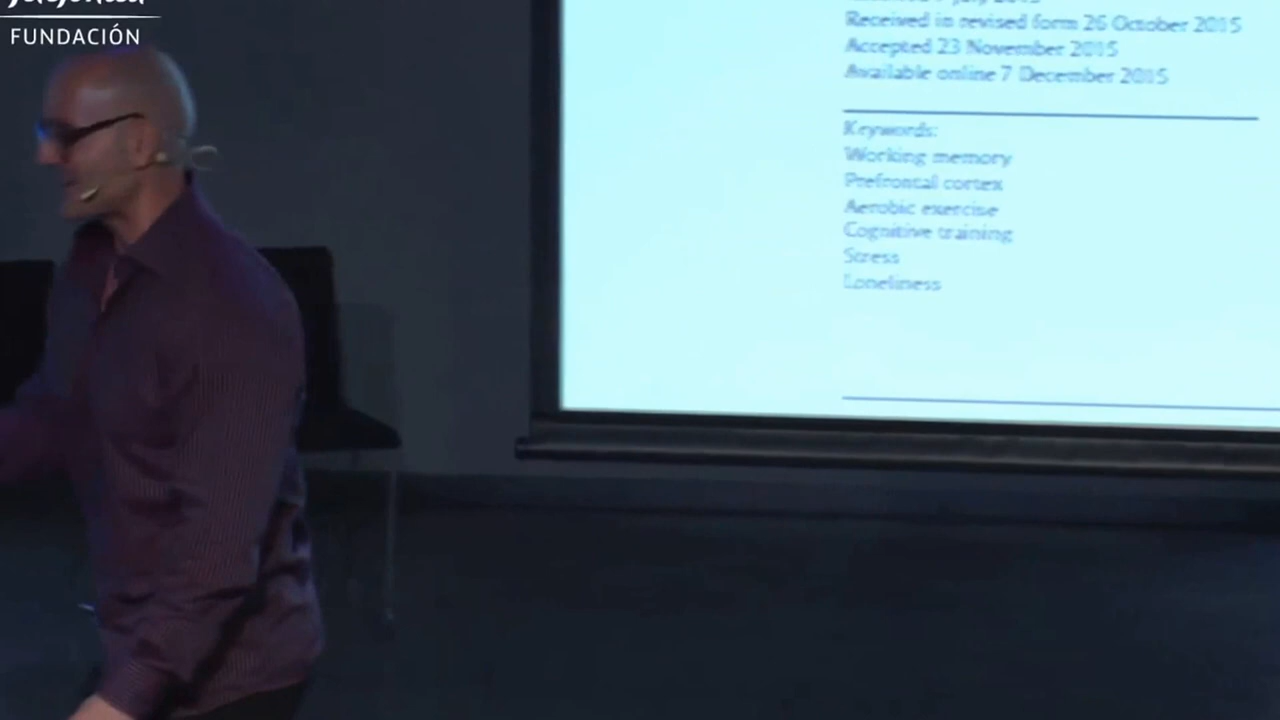 FUNDACIÓN
Received in revised form 26 October 2015
Accepted 23 November 2015
Available online 7 December 2015
Keywords:
Working memory
Prefrontal cortex
Aerobic exercise
Cognitive training
Stress
Loneliness